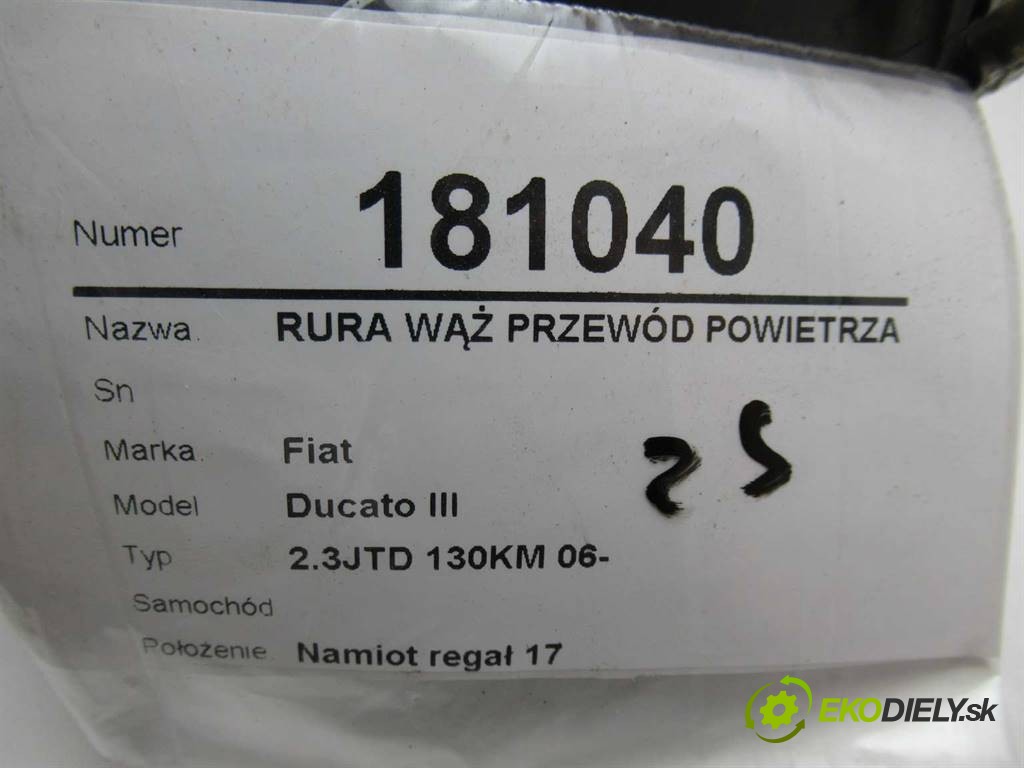 Numer 181040
Nazwa. RURA WĄŻ PRZEWÓD POWIETRZA
Sn
Marka. Fiat
25
Model Ducato III
Typ 2.3JTD 130KM 06-
Samochód
Położenie. Namiot regał 17
EKODIELY.sk